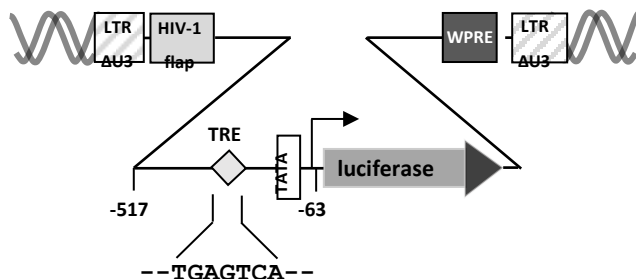 LTR
ΔU3
HIV-1
flap
WPRE
LTR
ΔU3
TRE
TATA
luciferase
-517
-63
--TGAGTCA--